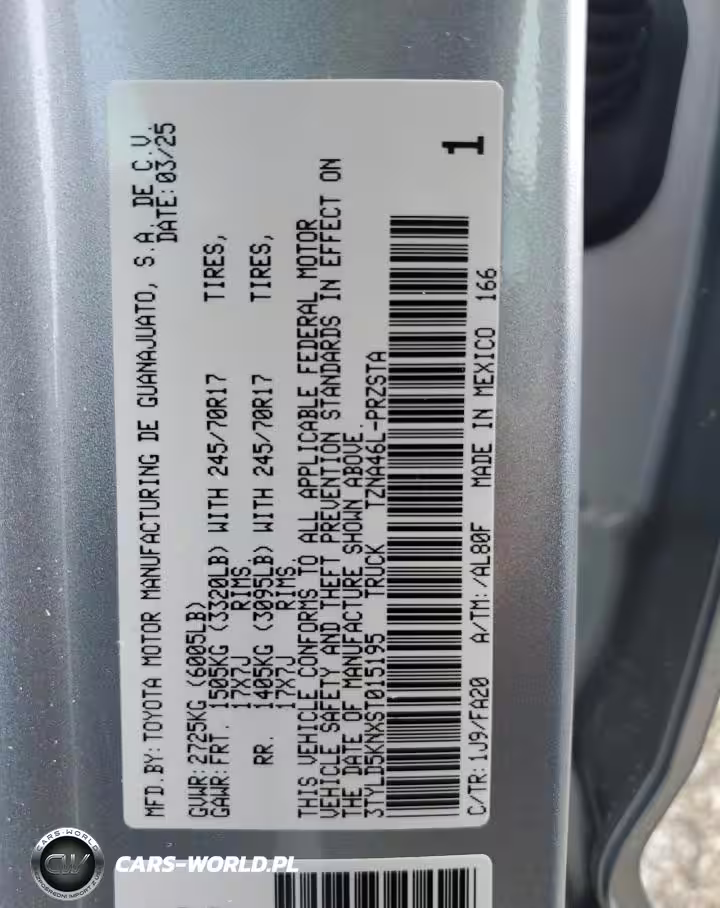 MFD.BY:TOYOTA MOTOR MANUFACTURING DE GUANAJUATO, S.A. DE C.V.
DATE:03/25
GVWR:2725KG (6005LB)
GAWR:FRT. 1505KG (3320LB) WITH 245/70R17 TIRES,
17X7J RIMS.
RR. 1405KG (3095LB) WITH 245/70R17 TIRES,
17X7J RIMS.
THIS VEHICLE CONFORMS TO ALL APPLICABLE FEDERAL MOTOR
VEHICLE SAFETY AND THEFT PREVENTION STANDARDS IN EFFECT ON
THE DATE OF MANUFACTURE SHOWN ABOVE.
3TYLD5KNXST015195 TRUCK TZNA46L-PRZSTA
1
C/TR:1J9/FA20 A/TM:/AL80F MADE IN MEXICO 166
CARS-WORLD
CW
CARS-WORLD.PL